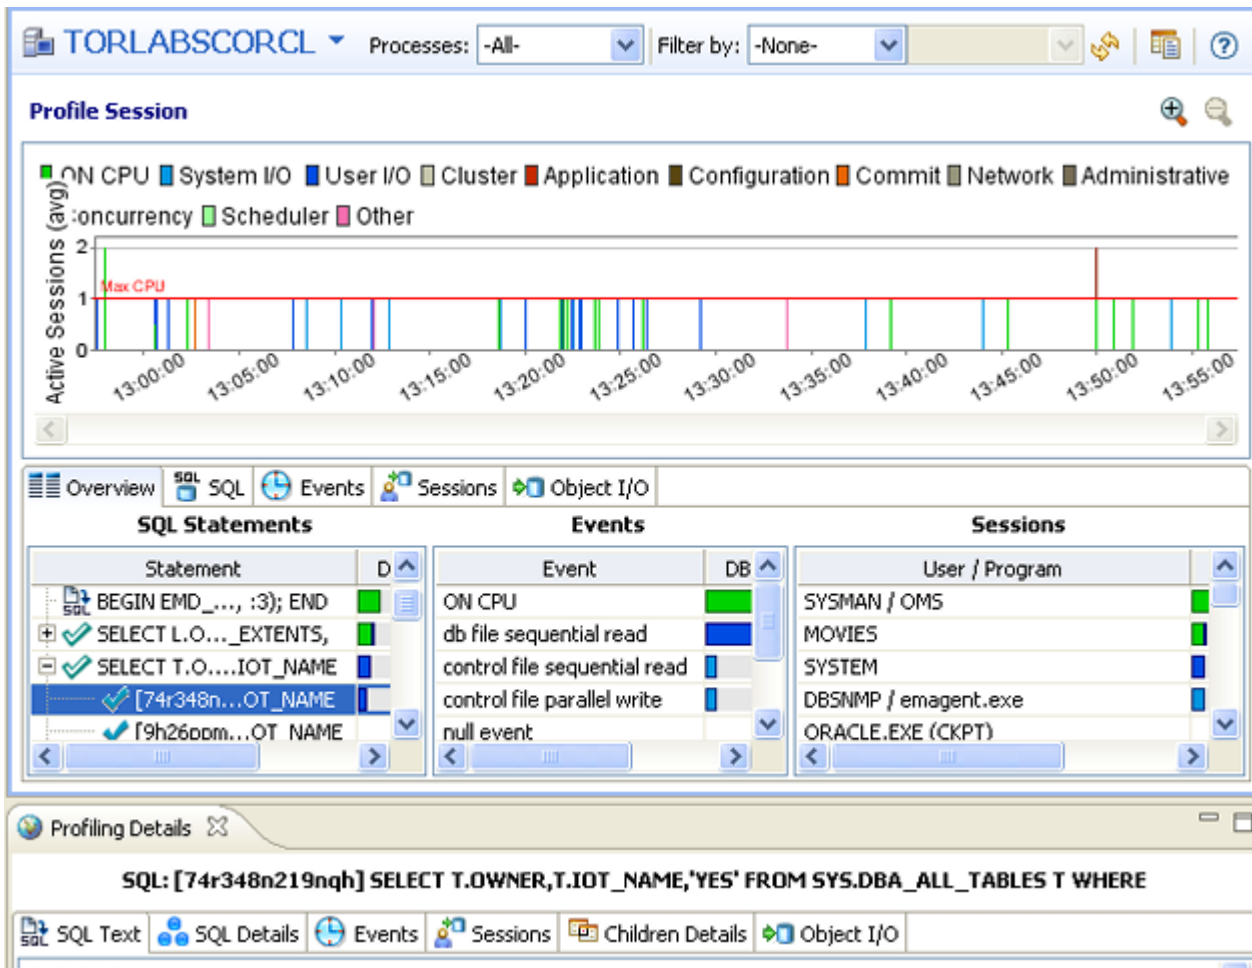 TORLABSCORCL Processes: -All- Filter by: -None-
Profile Session
ON CPU System I/O User I/O Cluster Application Configuration Commit Network Administrative
:oncurrency Scheduler Other
Active Sessions (avg)
2
Max CPU
1
0
13:00:00 13:05:00 13:10:00 13:15:00 13:20:00 13:25:00 13:30:00 13:35:00 13:40:00 13:45:00 13:50:00 13:55:00
Overview SQL SQL Events Sessions Object I/O
SQL Statements Events Sessions
Statement D Event DB User / Program
SQL BEGIN EMD_..., :3); END ON CPU SYSMAN / OMS
SELECT L.O..._EXTENTS, db file sequential read MOVIES
SELECT T.O....IOT_NAME control file sequential read SYSTEM
[74r348n...OT_NAME control file parallel write DBSNMP / emagent.exe
[9h26ppm...OT_NAME null event ORACLE.EXE (CKPT)
Profiling Details
SQL: [74r348n219nqh] SELECT T.OWNER,T.IOT_NAME,'YES' FROM SYS.DBA_ALL_TABLES T WHERE
SQL SQL Text SQL Details Events Sessions Children Details Object I/O